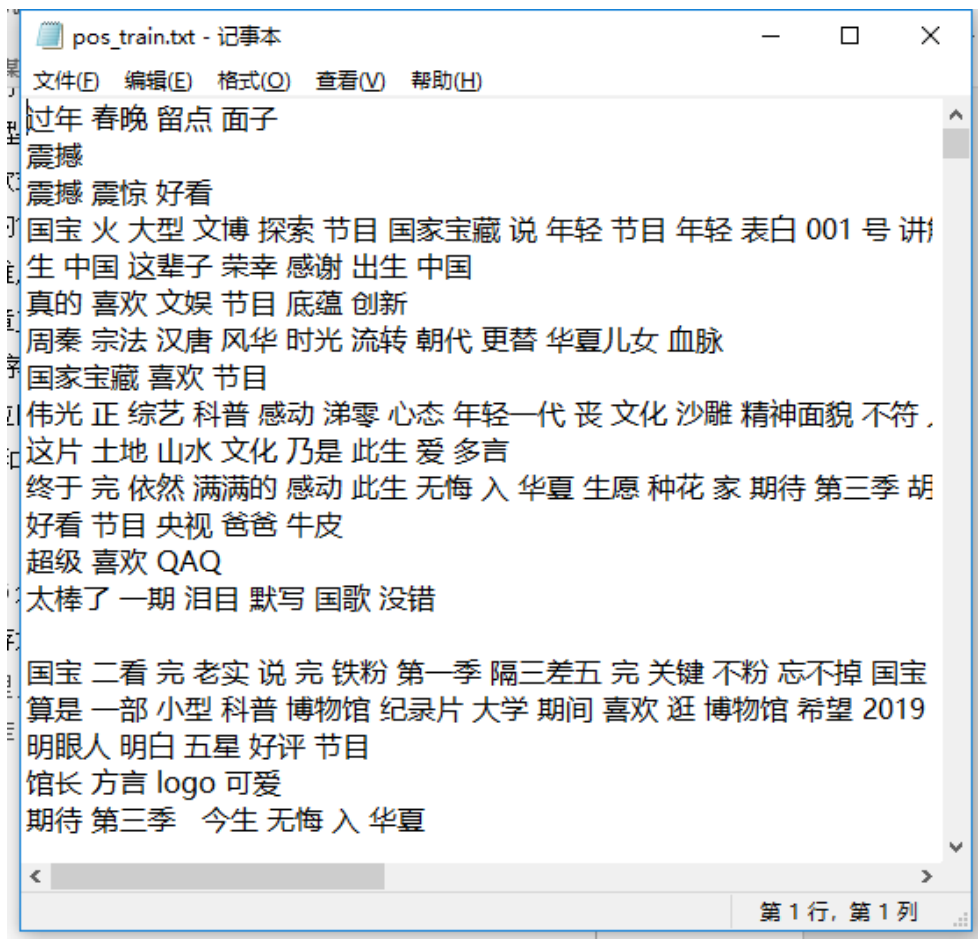 pos_train.txt - 记事本
文件(F) 编辑(E) 格式(O) 查看(V) 帮助(H)
过年 春晚 留点 面子
震撼
震撼 震惊 好看
国宝 火 大型 文博 探索 节目 国家宝藏 说 年轻 节目 年轻 表白 001 号
生 中国 这辈子 荣幸 感谢 出生 中国
真的 喜欢 文娱 节目 底蕴 创新
周秦 宗法 汉唐 风华 时光 流转 朝代 更替 华夏儿女 血脉
国家宝藏 喜欢 节目
伟光 正 综艺 科普 感动 涕零 心态 年轻一代 丧 文化 沙雕 精神面貌 不符
这片 土地 山水 文化 乃是 此生 爱 多言
终于 完 依然 满满的 感动 此生 无悔 入 华夏 生愿 种花 家 期待 第三季 胡
好看 节目 央视 爸爸 牛皮
超级 喜欢 QAQ
太棒了 一期 泪目 默写 国歌 没错
国宝 二看 完 老实 说 完 铁粉 第一季 隔三差五 完 关键 不粉 忘不掉 国宝
算是 一部 小型 科普 博物馆 纪录片 大学 期间 喜欢 逛 博物馆 希望 2019
明眼人 明白 五星 好评 节目
馆长 方言 logo 可爱
期待 第三季 今生 无悔 入 华夏
第 1 行, 第 1 列